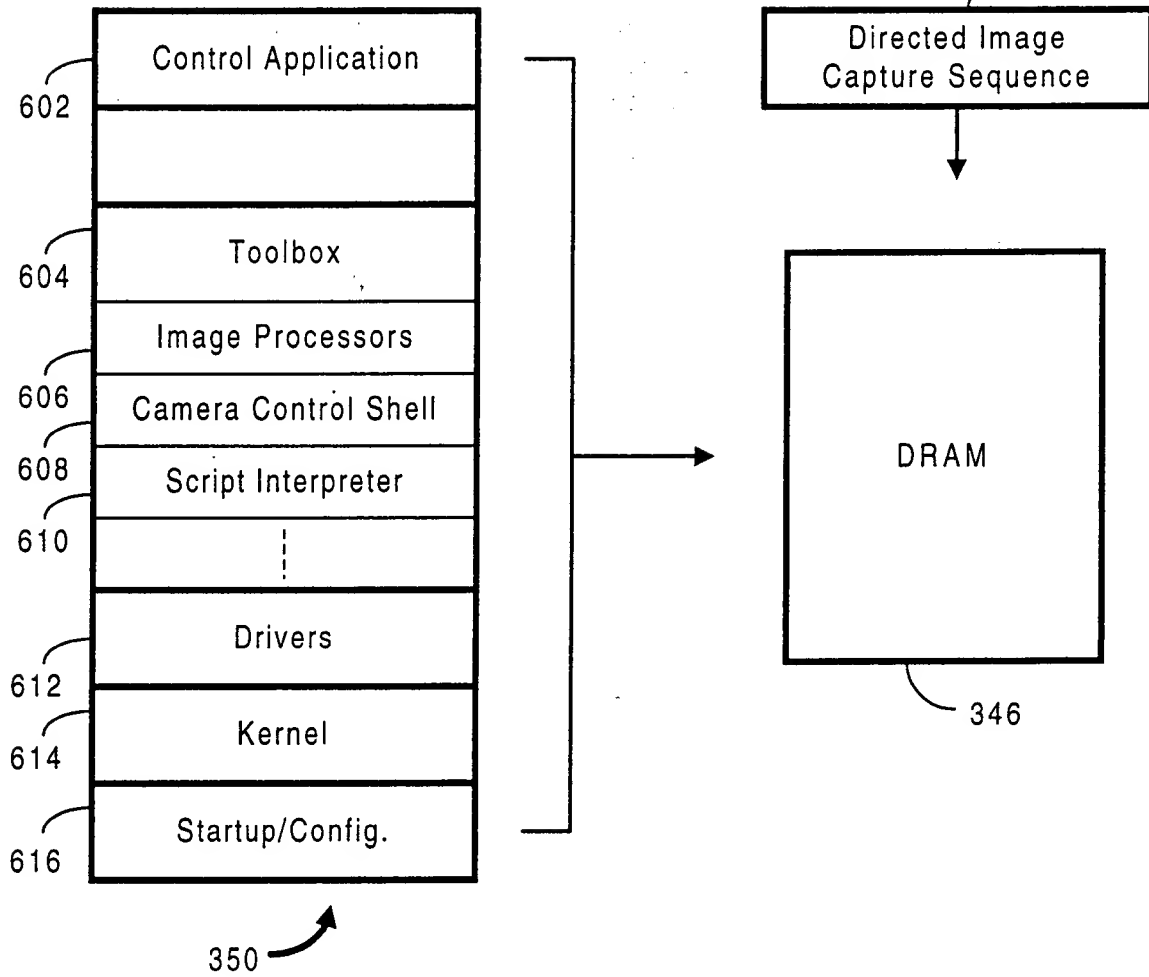 Control Application
602
Toolbox
604
Image Processors
606
Camera Control Shell
608
Script Interpreter
610
Drivers
612
Kernel
614
Startup/Config.
616
350
Directed Image
Capture Sequence
DRAM
346